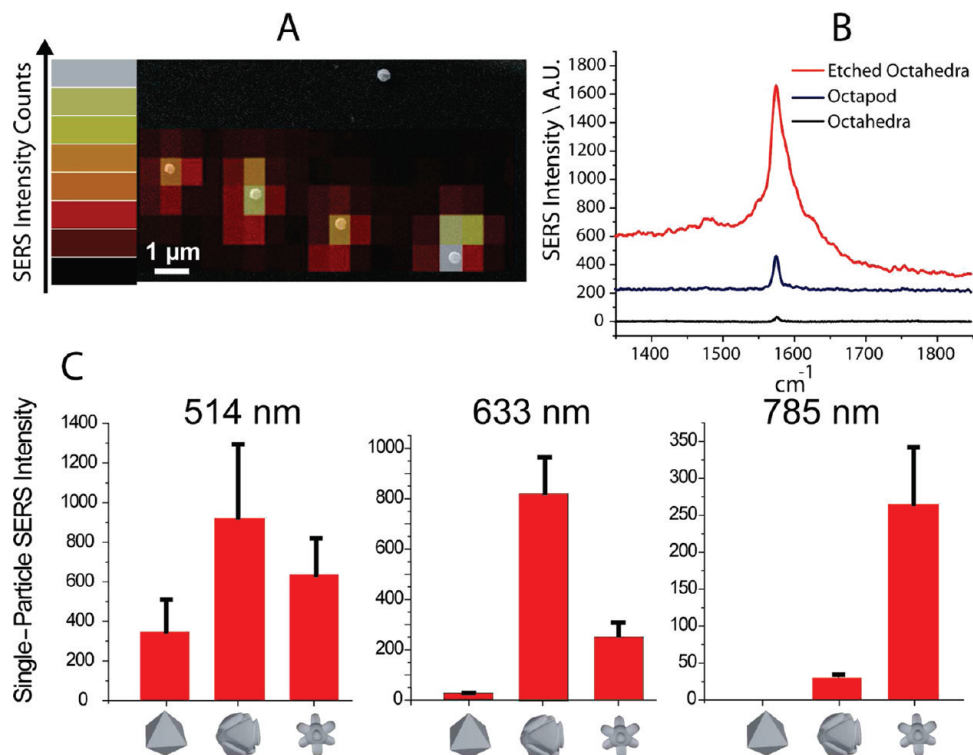 A
SERS Intensity Counts
1 μm
B
SERS Intensity \ A.U.
1800
1600
1400
1200
1000
800
600
400
200
0
Etched Octahedra
Octapod
Octahedra
1400 1500 1600 1700 1800
cm-1
C
Single-Particle SERS Intensity
514 nm
1400
1200
1000
800
600
400
200
0
633 nm
1000
800
600
400
200
0
785 nm
350
300
250
200
150
100
50
0